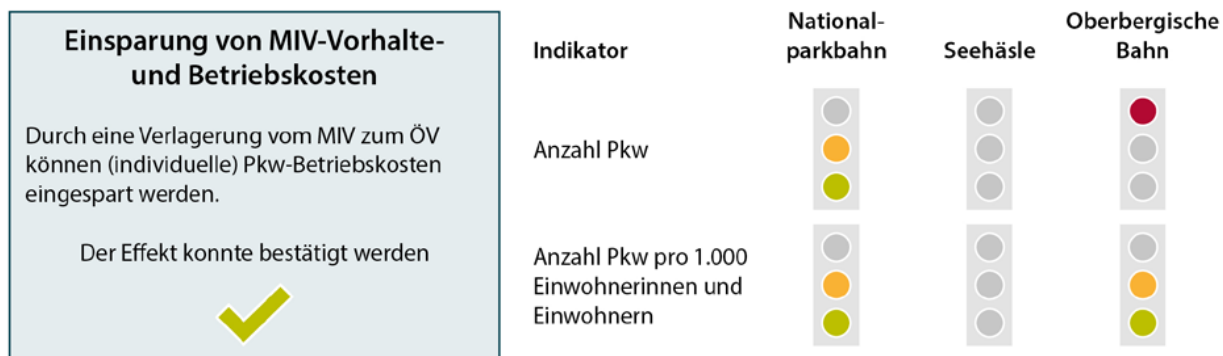 Einsparung von MIV-Vorhalte-
und Betriebskosten
Durch eine Verlagerung vom MIV zum ÖV
können (individuelle) Pkw-Betriebskosten
eingespart werden.
Der Effekt konnte bestätigt werden
Indikator
National-
parkbahn
Seehäsle
Oberbergische
Bahn
Anzahl Pkw
Anzahl Pkw pro 1.000
Einwohnerinnen und
Einwohnern